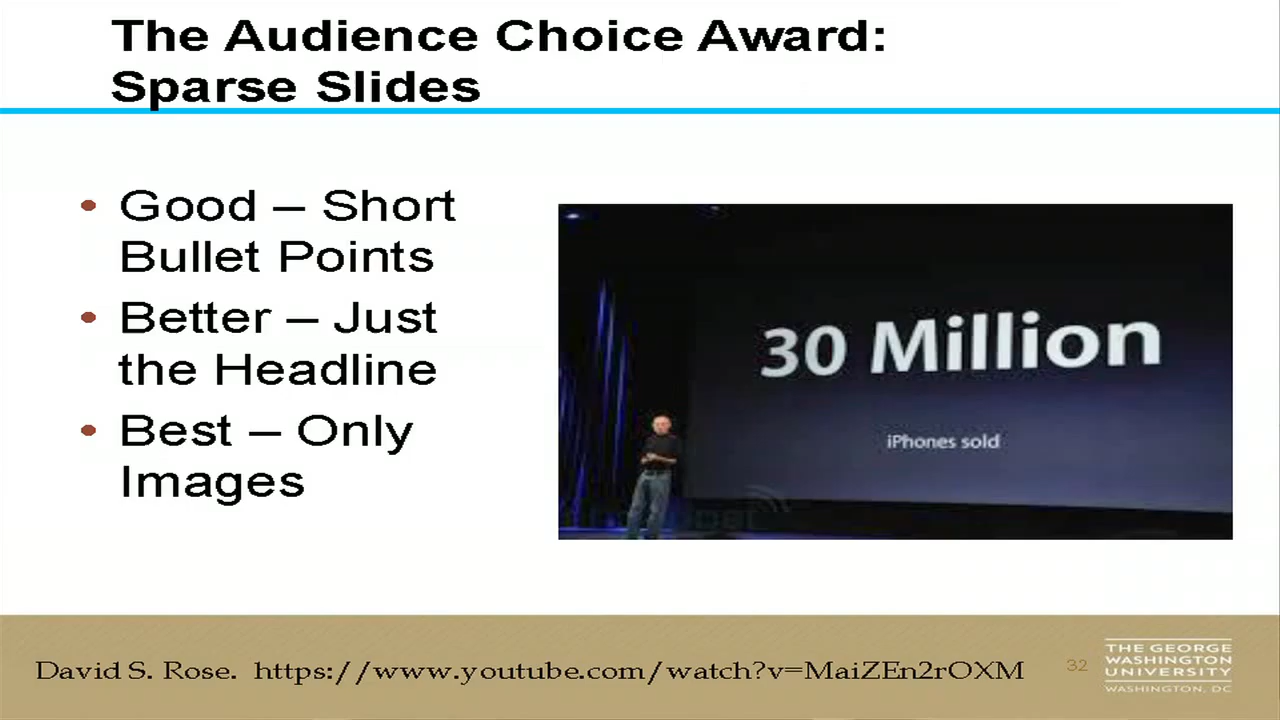 The Audience Choice Award:
Sparse Slides
• Good – Short
Bullet Points
• Better – Just
the Headline
• Best – Only
Images
30 Million
iPhones sold
David S. Rose. https://www.youtube.com/watch?v=MaiZEn2rOXM
32
THE GEORGE
WASHINGTON
UNIVERSITY
WASHINGTON, DC